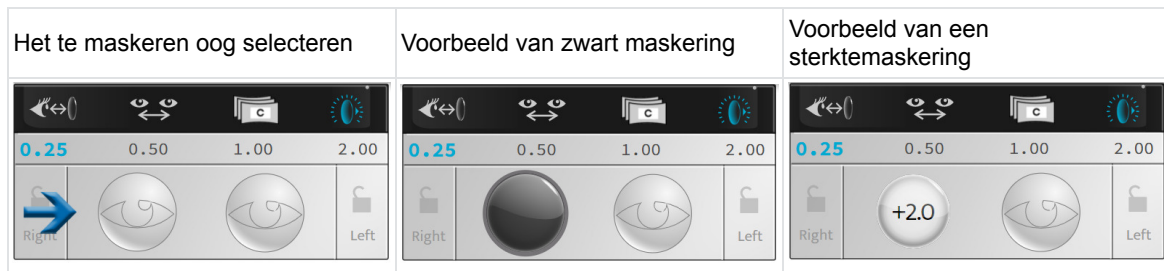 Het te maskeren oog selecteren
Voorbeeld van zwart maskering
Voorbeeld van een
sterktemaskering
C
0.25 0.50 1.00 2.00
Right Left
C
0.25 0.50 1.00 2.00
Right Left
C
0.25 0.50 1.00 2.00
+2.0
Right Left